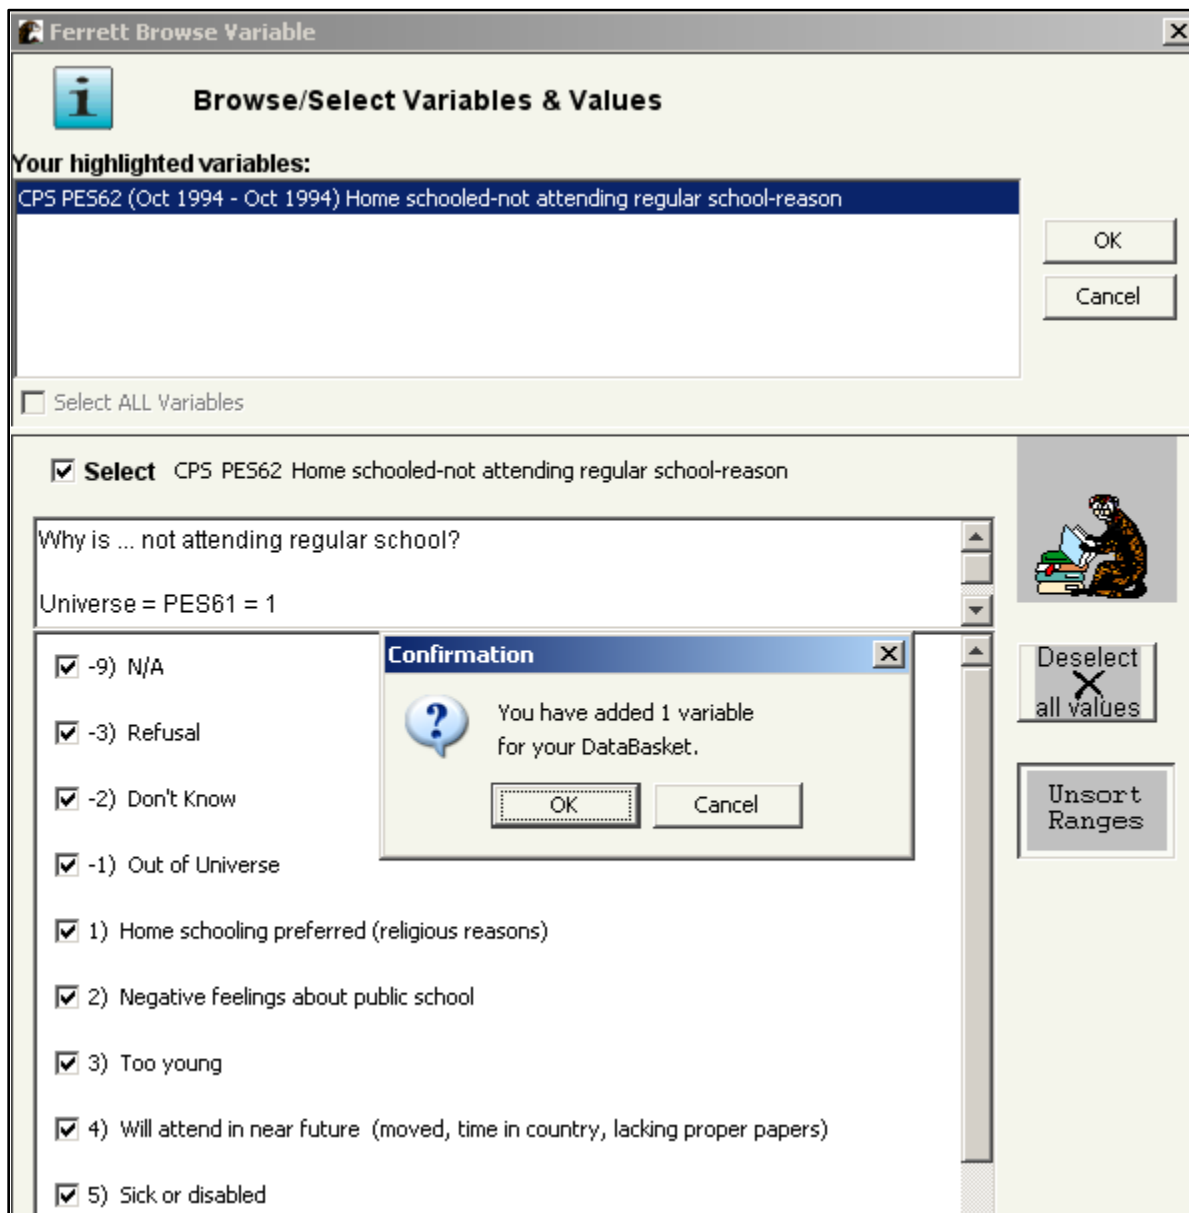 Ferrett Browse Variable
Browse/Select Variables & Values
Your highlighted variables:
CPS PES62 (Oct 1994 - Oct 1994) Home schooled-not attending regular school-reason
OK
Cancel
Select ALL Variables
Select CPS PES62 Home schooled-not attending regular school-reason
Why is ... not attending regular school?
Universe = PES61 = 1
-9) N/A
-3) Refusal
-2) Don't Know
-1) Out of Universe
1) Home schooling preferred (religious reasons)
2) Negative feelings about public school
3) Too young
4) Will attend in near future (moved, time in country, lacking proper papers)
5) Sick or disabled
Confirmation
You have added 1 variable
for your DataBasket.
OK
Cancel
Deselect
all values
Unsort
Ranges